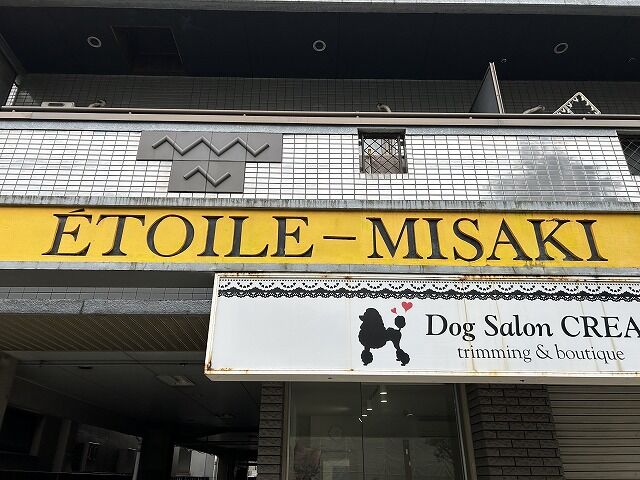 ÉTOILE-MISAKI
Dog Salon CREA
trimming & boutique